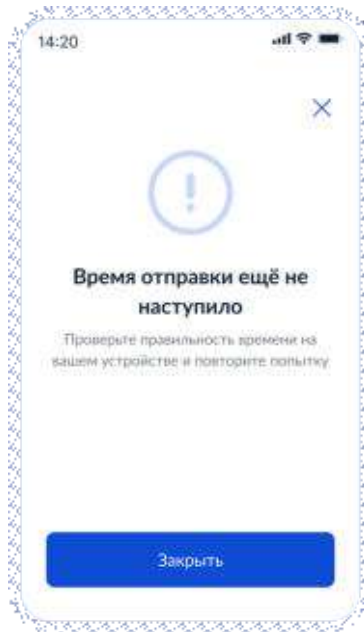 14:20
Время отправки ещё не
наступило
Проверьте правильность времени на
вашем устройстве и повторите попытку
Закрыть